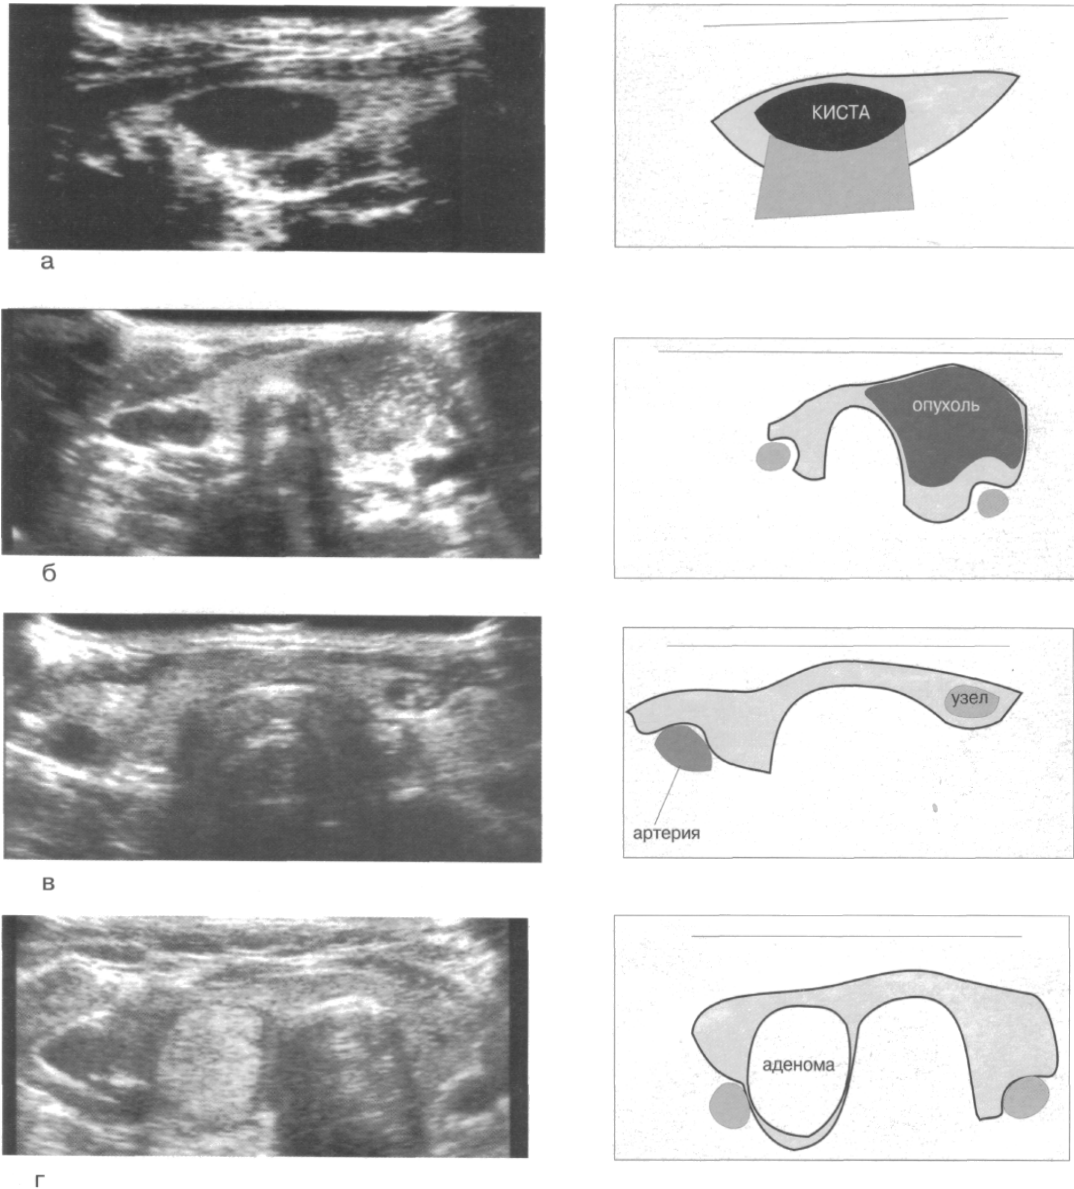 КИСТА
а
опухоль
б
узел
артерия
в
аденома
г